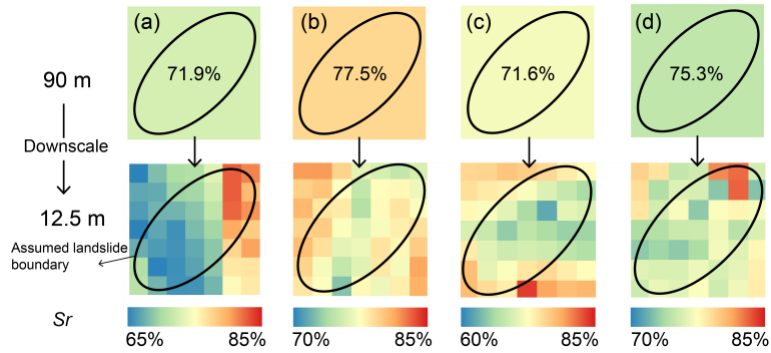 (a) (b) (c) (d)
71.9% 77.5% 71.6% 75.3%
90 m
Downscale
12.5 m
Assumed landslide
boundary
Sr
65% 85% 70% 85% 60% 85% 70% 85%